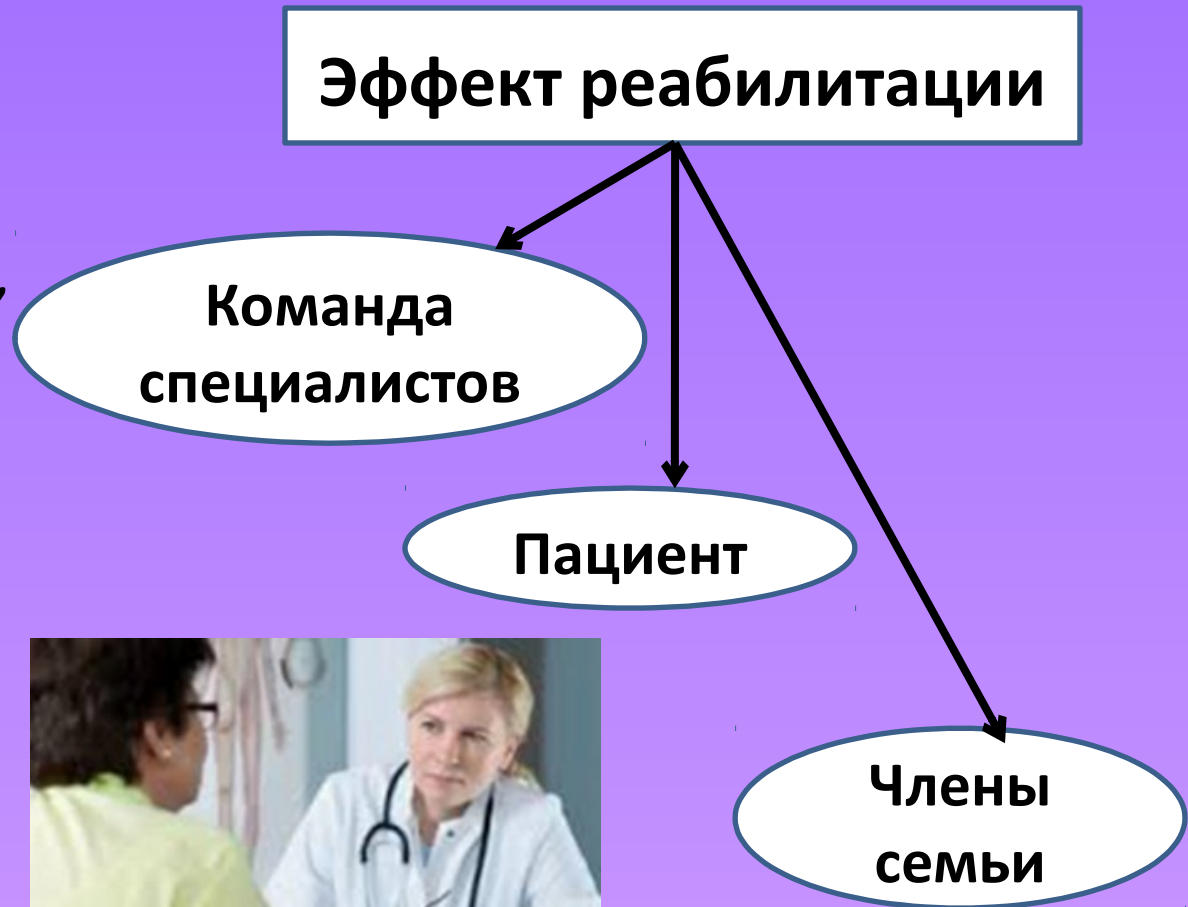 Эффект реабилитации
Команда
специалистов
Пациент
Члены
семьи